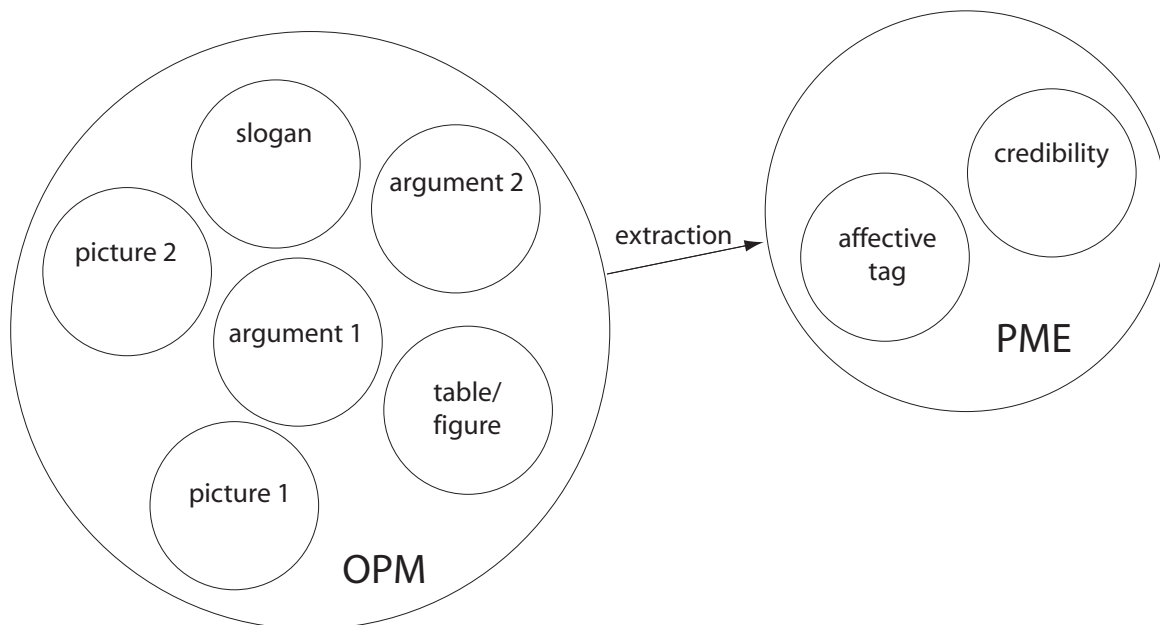 slogan
argument 2
picture 2
argument 1
table/
figure
picture 1
OPM
extraction
credibility
affective
tag
PME